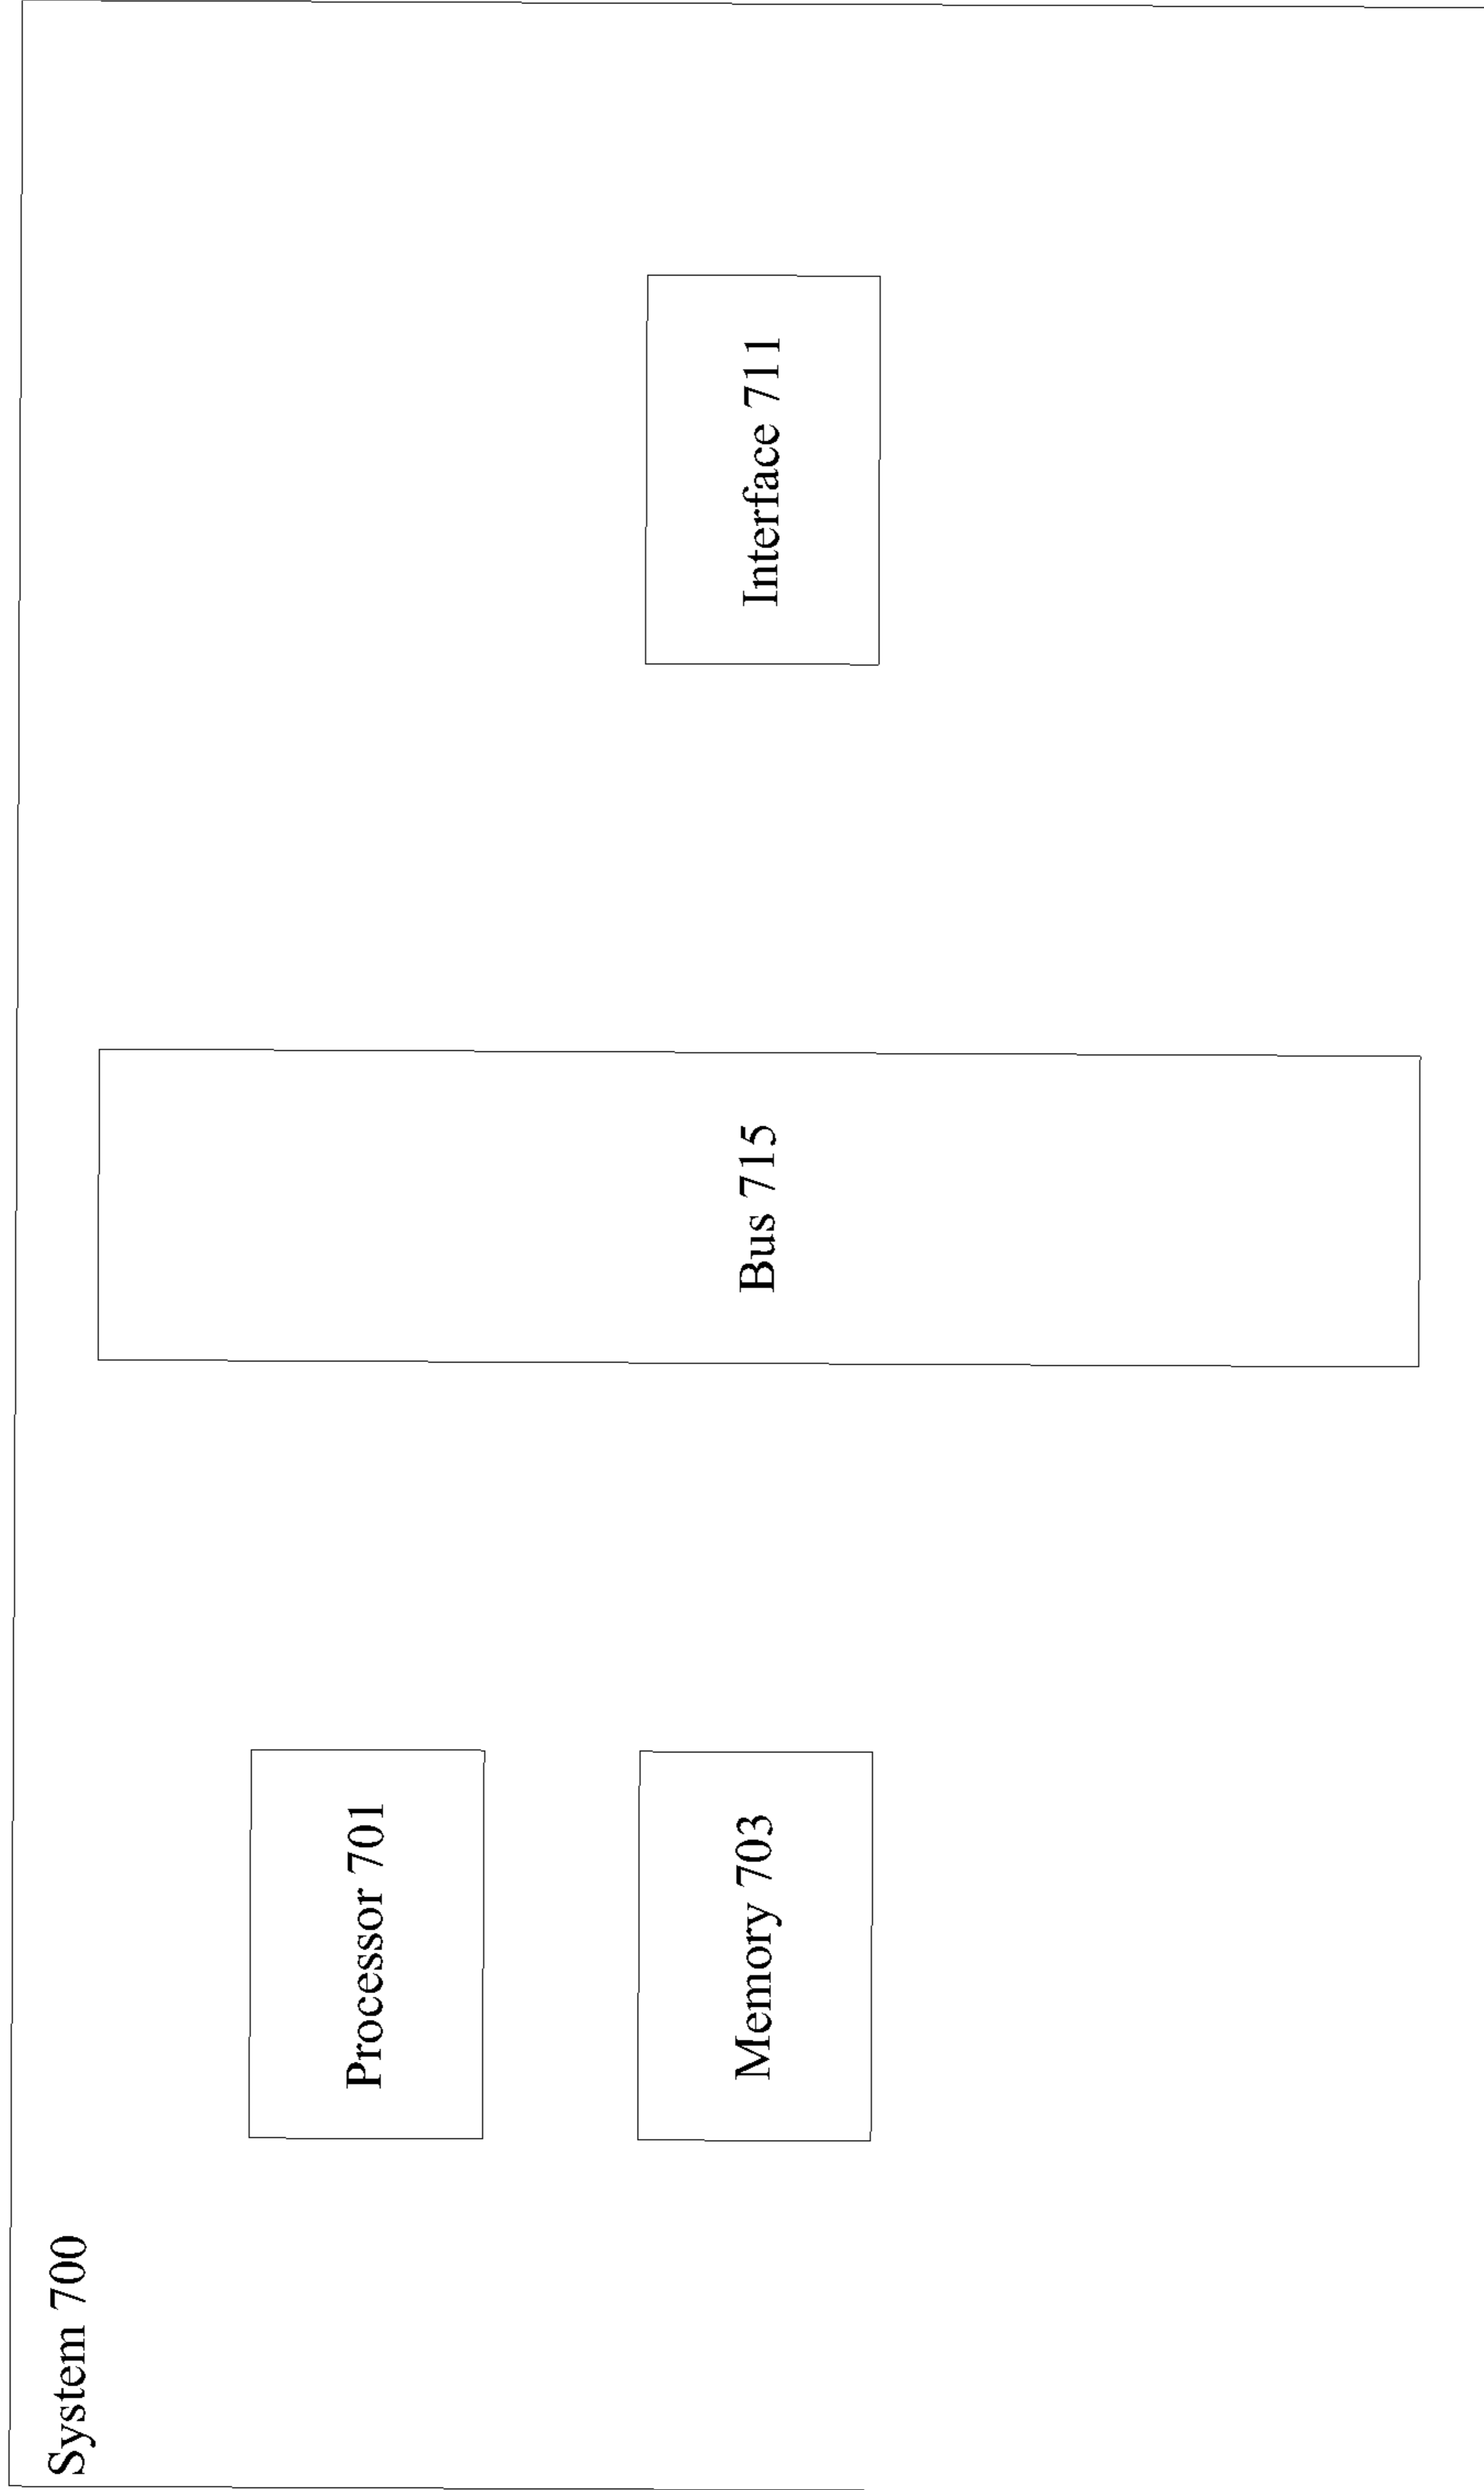 System 700
Processor 701
Memory 703
Bus 715
Interface 711